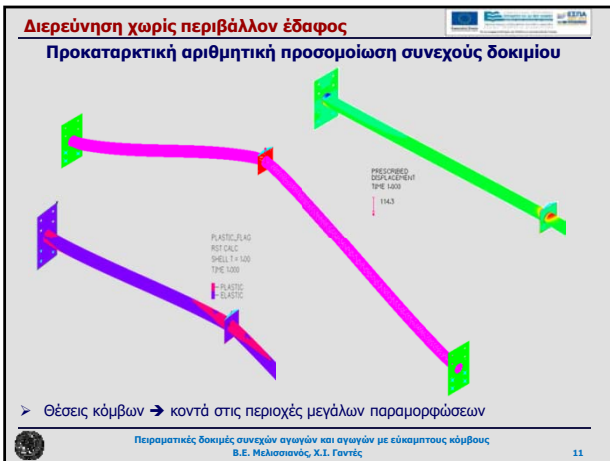 Διερεύνηση χωρίς περιβάλλον έδαφος
ΕΣΠΑ
Προκαταρκτική αριθμητική προσομοίωση συνεχούς δοκιμίου
PRESCRIBED
DISPLACEMENT
TIME 1.000
114.3
PLASTIC_FLAG
RST CALC
SHELL T = 1.00
TIME 1.000
PLASTIC
ELASTIC
➢ Θέσεις κόμβων ➔ κοντά στις περιοχές μεγάλων παραμορφώσεων
Πειραματικές δοκιμές συνεχών αγωγών και αγωγών με εύκαμπτους κόμβους
Β.Ε. Μελισσιανός, Χ.Ι. Γαντές
11